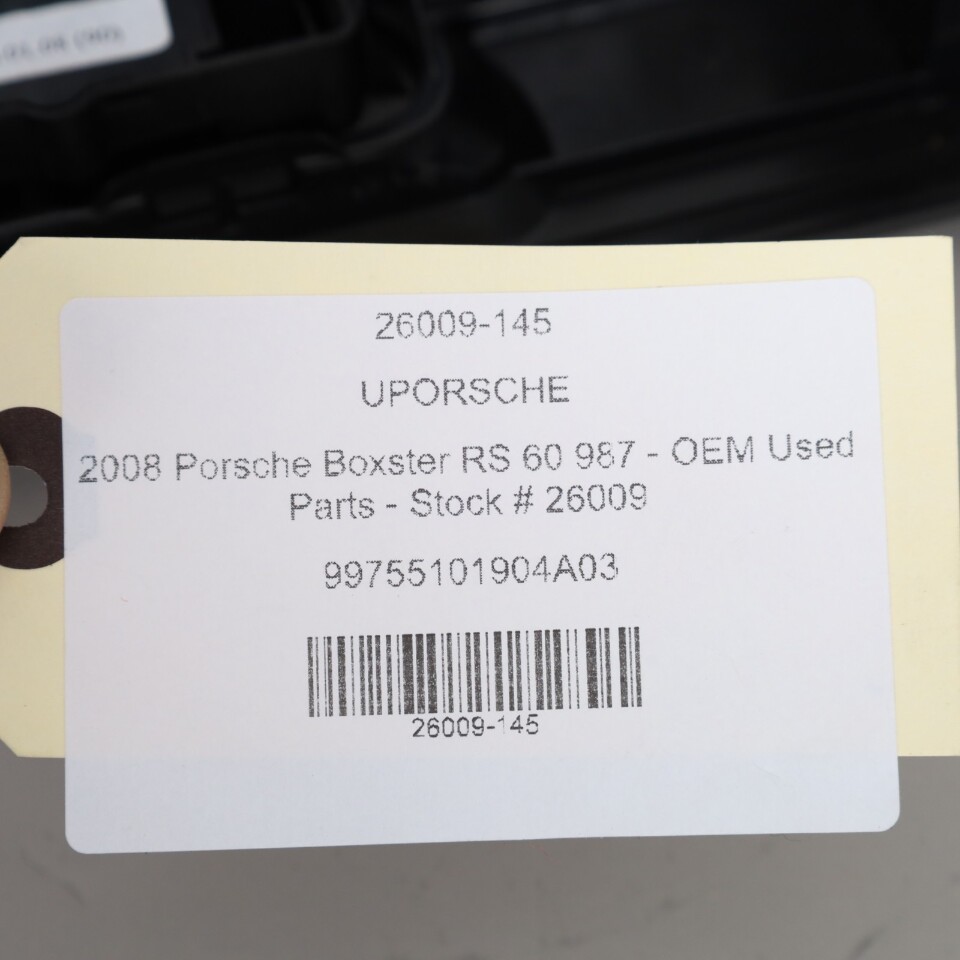 26009-145
UPORSCHE
2008 Porsche Boxster RS 60 987 - OEM Used
Parts - Stock # 26009
99755101904A03
26009-145